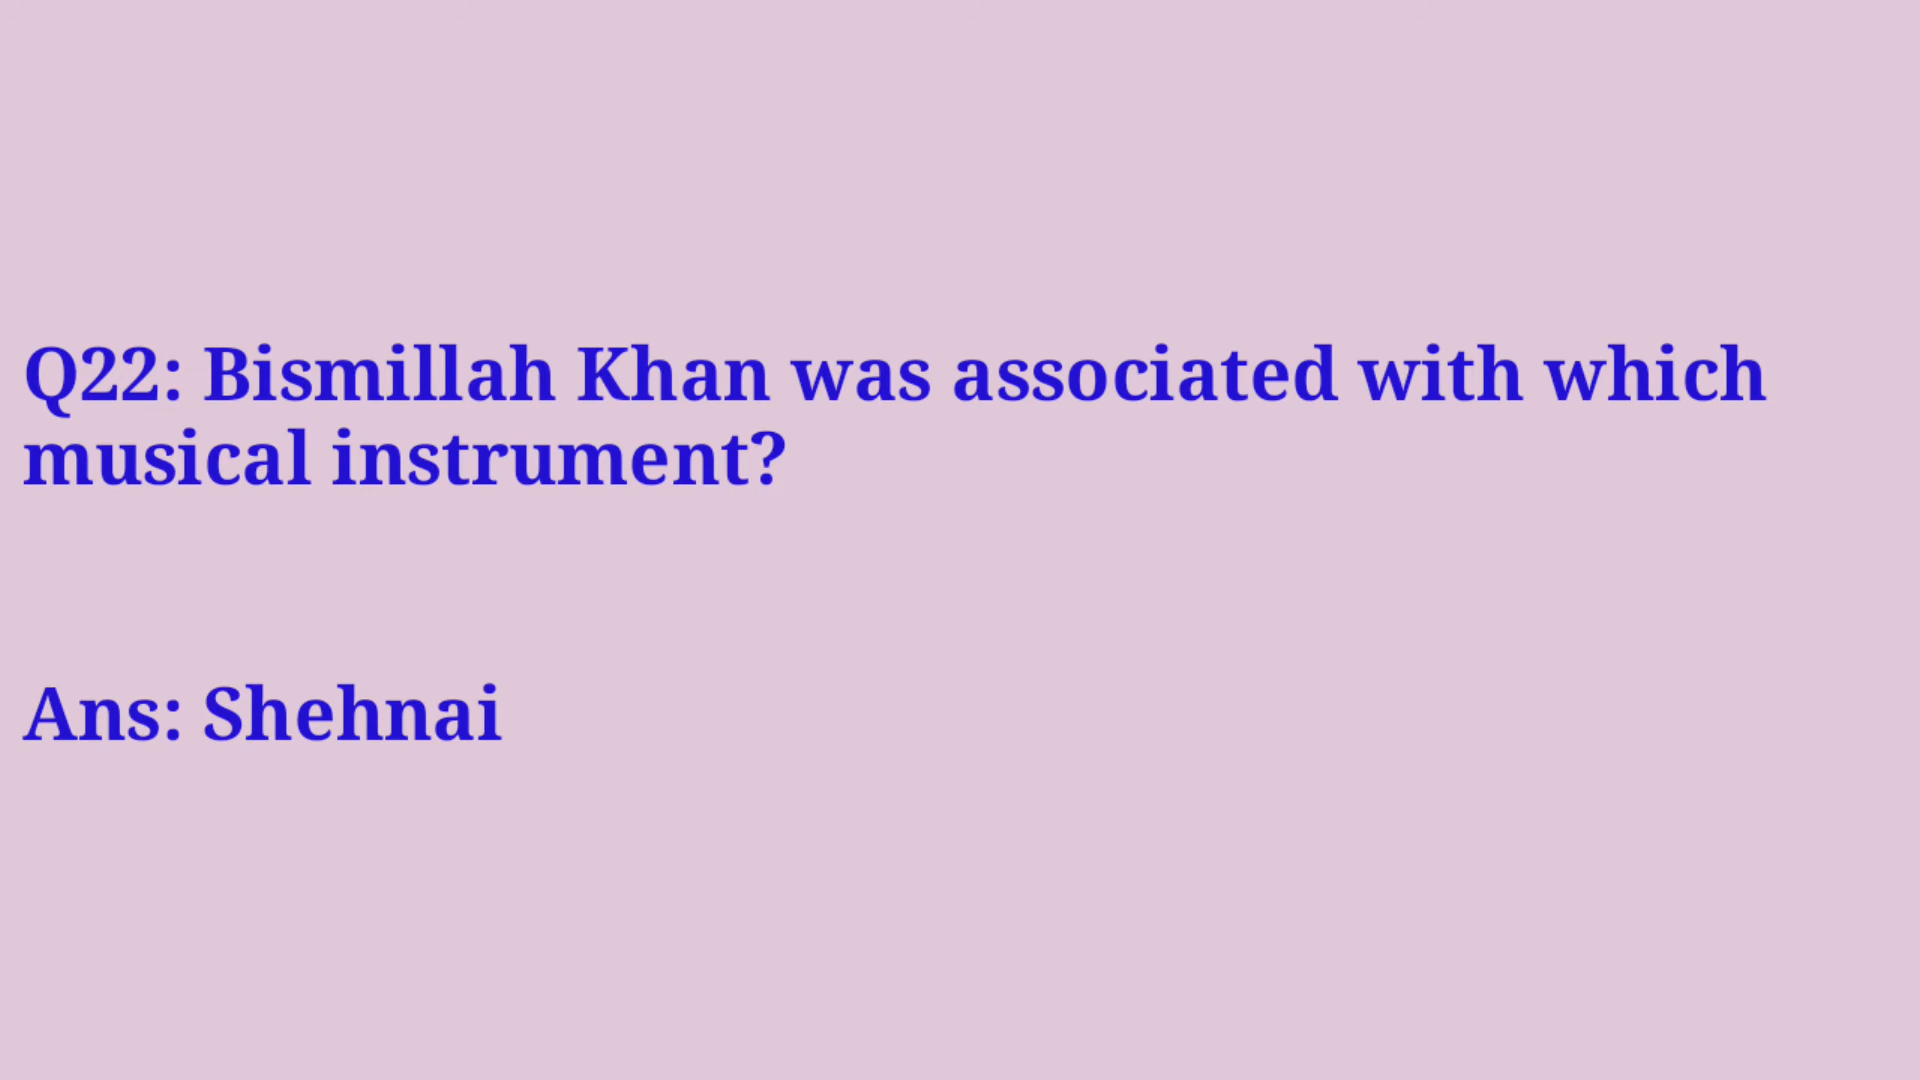 Q22: Bismillah Khan was associated with which
musical instrument?
Ans: Shehnai